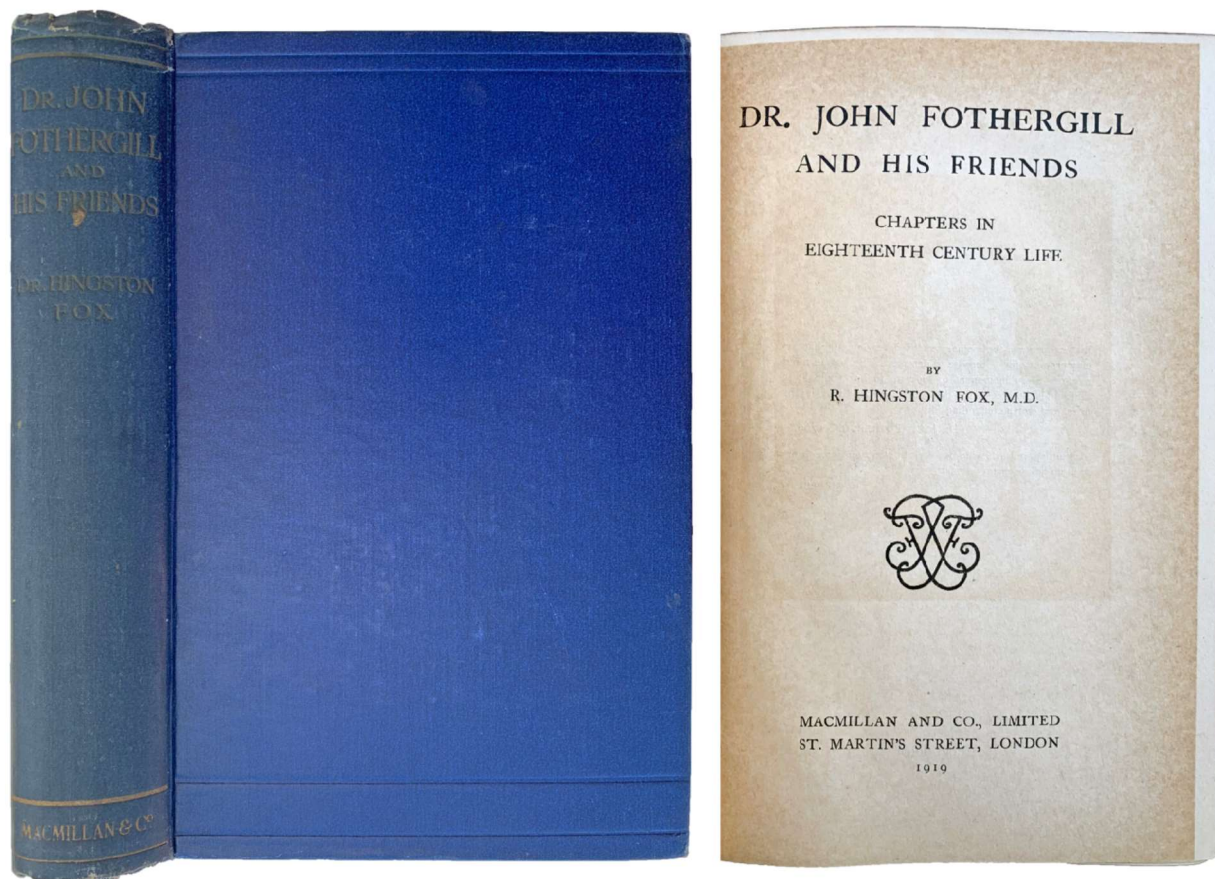 DR. JOHN
FOTHERGILL
AND
HIS FRIENDS
DR. HINGSTON
FOX
MACMILLAN & Co
DR. JOHN FOTHERGILL
AND HIS FRIENDS
CHAPTERS IN
EIGHTEENTH CENTURY LIFE
BY
R. HINGSTON FOX, M.D.
MACMILLAN AND CO., LIMITED
ST. MARTIN'S STREET, LONDON
1919